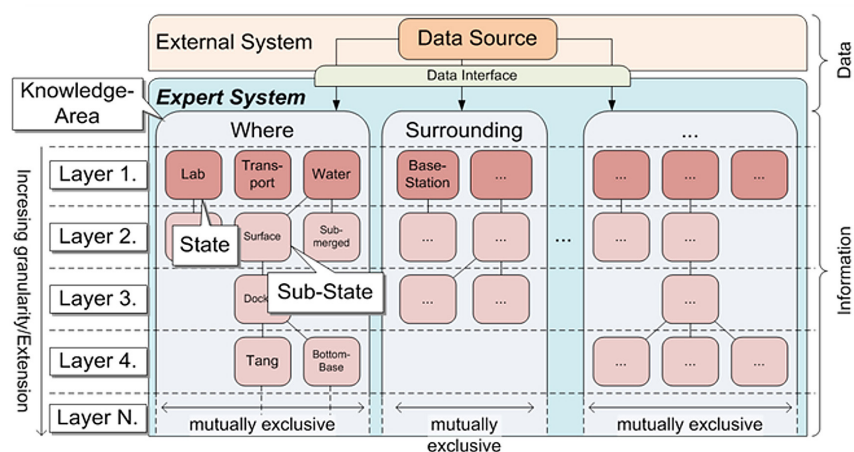 External System
Data Source
Data
Data Interface
Knowledge-
Area
Expert System
Where
Surrounding
...
Layer 1.
Lab
Trans-
port
Water
Base-
Station
...
...
...
...
Layer 2.
State
Surface
Sub-
merged
...
...
...
...
...
Sub-State
Layer 3.
Dock
...
...
...
Layer 4.
Tang
Bottom-
Base
...
...
...
Layer N.
mutually exclusive
mutually
exclusive
mutually exclusive
Incresing granularity/Extension
Information